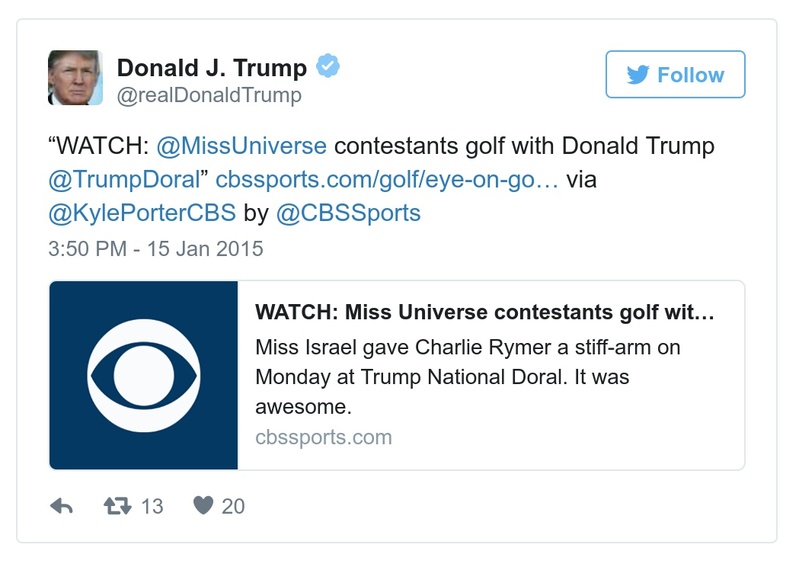 Donald J. Trump
Follow
@realDonaldTrump
“WATCH: @MissUniverse contestants golf with Donald Trump
@TrumpDoral” cbssports.com/golf/eye-on-go… via
@KylePorterCBS by @CBSSports
3:50 PM - 15 Jan 2015
WATCH: Miss Universe contestants golf wit…
Miss Israel gave Charlie Rymer a stiff-arm on
Monday at Trump National Doral. It was
awesome.
cbssports.com
13 20